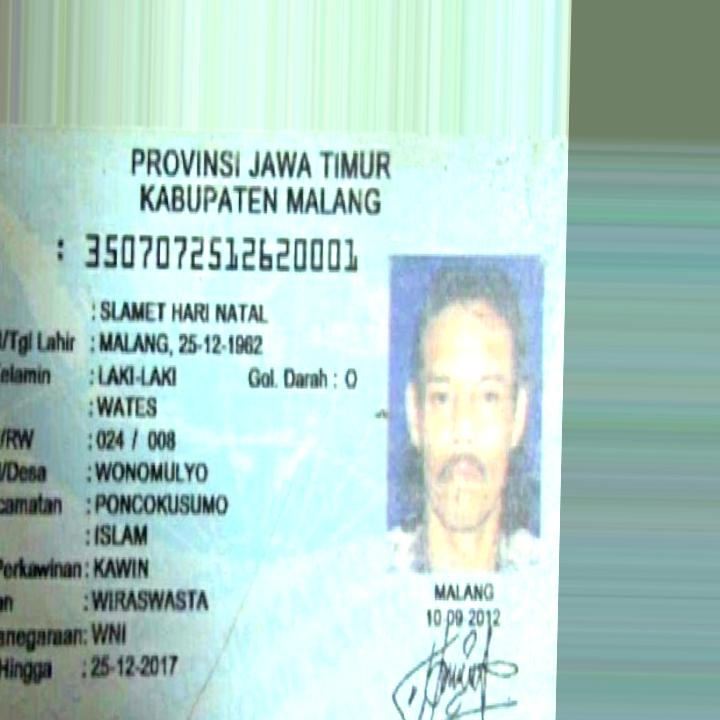 PROVINSI JAWA TIMUR
KABUPATEN MALANG
: 3507072512620001
: SLAMET HARI NATAL
/Tgl Lahir : MALANG, 25-12-1962
elamin : LAKI-LAKI Gol. Darah : O
: WATES
/RW : 024 / 008
/Desa : WONOMULYO
camatan : PONCOKUSUMO
: ISLAM
Perkawinan : KAWIN
an : WIRASWASTA
anegaraan: WNI
Hingga : 25-12-2017
MALANG
10-09-2012